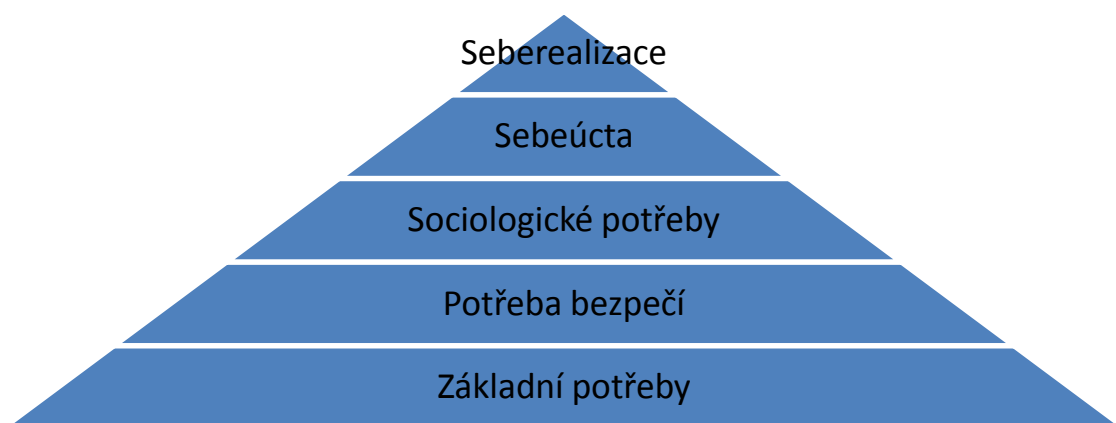 Seberealizace
Sebeúcta
Sociologické potřeby
Potřeba bezpečí
Základní potřeby